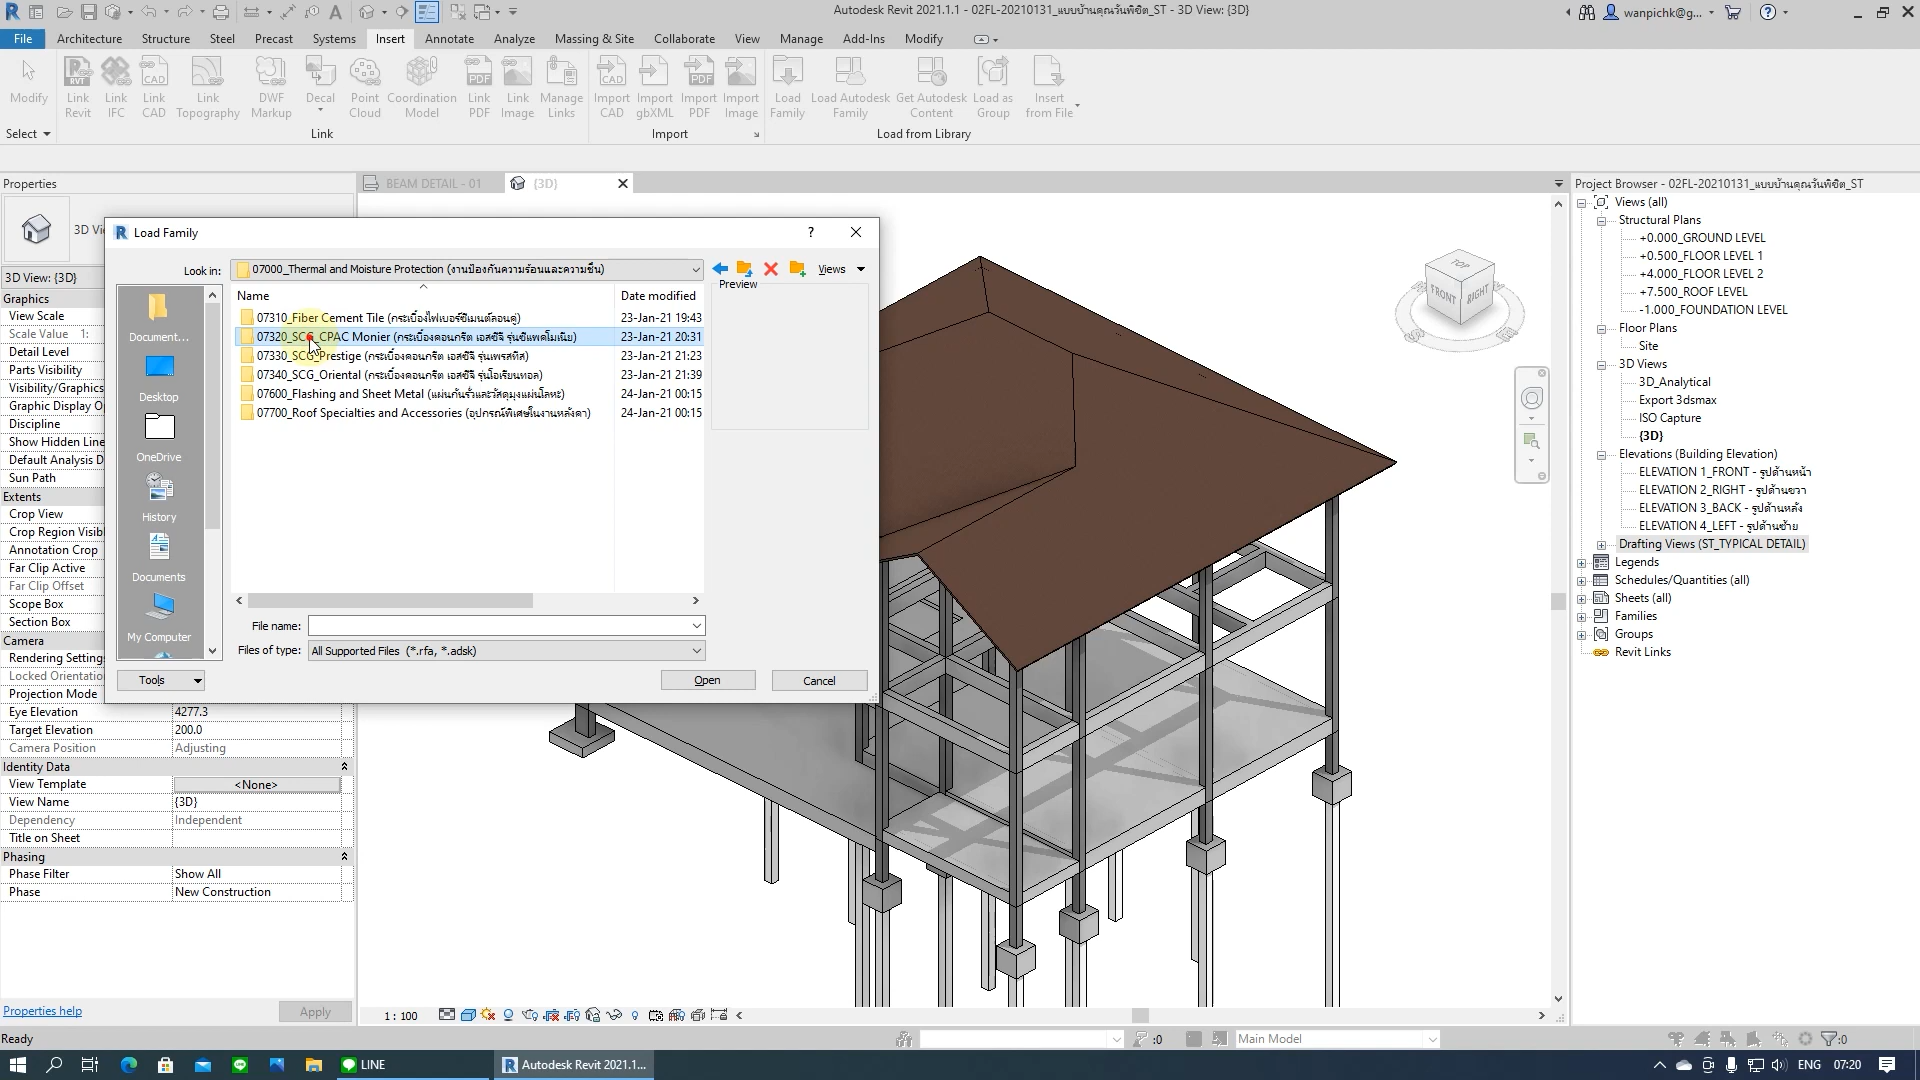 Autodesk Revit 2021.1.1 - 02FL-20210131_แบบบ้านคุณวันพิชิต_ST - 3D View: {3D}
wanpichk@g...
File Architecture Structure Steel Precast Systems Insert Annotate Analyze Massing & Site Collaborate View Manage Add-Ins Modify
Modify
Link Revit
Link IFC
Link CAD
Link Topography
DWF Markup
Decal
Point Cloud
Coordination Model
Link PDF
Link Image
Manage Links
Import CAD
Import gbXML
Import PDF
Import Image
Load Family
Load Autodesk Family
Get Autodesk Content
Load as Group
Insert from File
Select Link Import Load from Library
Properties
BEAM DETAIL - 01
{3D}
3D Vi
3D View: {3D}
Graphics
View Scale
Scale Value 1:
Detail Level
Parts Visibility
Visibility/Graphics
Graphic Display O
Discipline
Show Hidden Line
Default Analysis D
Sun Path
Extents
Crop View
Crop Region Visibl
Annotation Crop
Far Clip Active
Far Clip Offset
Scope Box
Section Box
Camera
Rendering Settings
Locked Orientatio
Projection Mode
Eye Elevation 4277.3
Target Elevation 200.0
Camera Position Adjusting
Identity Data
View Template <None>
View Name {3D}
Dependency Independent
Title on Sheet
Phasing
Phase Filter Show All
Phase New Construction
Properties help
Apply
Load Family
Look in: 07000_Thermal and Moisture Protection (งานป้องกันความร้อนและความชื้น)
Views
Preview
Name Date modified
07310_Fiber Cement Tile (กระเบื้องไฟเบอร์ซีเมนต์ลอนคู่) 23-Jan-21 19:43
07320_SCG_CPAC Monier (กระเบื้องคอนกรีต เอสซีจี รุ่นซีแพคโมเนีย) 23-Jan-21 20:31
07330_SCG_Prestige (กระเบื้องคอนกรีต เอสซีจี รุ่นเพรสทีส) 23-Jan-21 21:23
07340_SCG_Oriental (กระเบื้องคอนกรีต เอสซีจี รุ่นโอเรียนทอล) 23-Jan-21 21:39
07600_Flashing and Sheet Metal (แผ่นกันรั่วและวัสดุมุงแผ่นโลหะ) 24-Jan-21 00:15
07700_Roof Specialties and Accessories (อุปกรณ์พิเศษในงานหลังคา) 24-Jan-21 00:15
Document...
Desktop
OneDrive
History
Documents
My Computer
File name:
Files of type: All Supported Files (*.rfa, *.adsk)
Tools
Open
Cancel
TOP
FRONT
RIGHT
Project Browser - 02FL-20210131_แบบบ้านคุณวันพิชิต_ST
Views (all)
Structural Plans
+0.000_GROUND LEVEL
+0.500_FLOOR LEVEL 1
+4.000_FLOOR LEVEL 2
+7.500_ROOF LEVEL
-1.000_FOUNDATION LEVEL
Floor Plans
Site
3D Views
3D_Analytical
Export 3dsmax
ISO Capture
{3D}
Elevations (Building Elevation)
ELEVATION 1_FRONT - รูปด้านหน้า
ELEVATION 2_RIGHT - รูปด้านขวา
ELEVATION 3_BACK - รูปด้านหลัง
ELEVATION 4_LEFT - รูปด้านซ้าย
Drafting Views (ST_TYPICAL DETAIL)
Legends
Schedules/Quantities (all)
Sheets (all)
Families
Groups
Revit Links
1 : 100
Ready
:0
Main Model
:0
LINE
Autodesk Revit 2021.1...
ENG 07:20